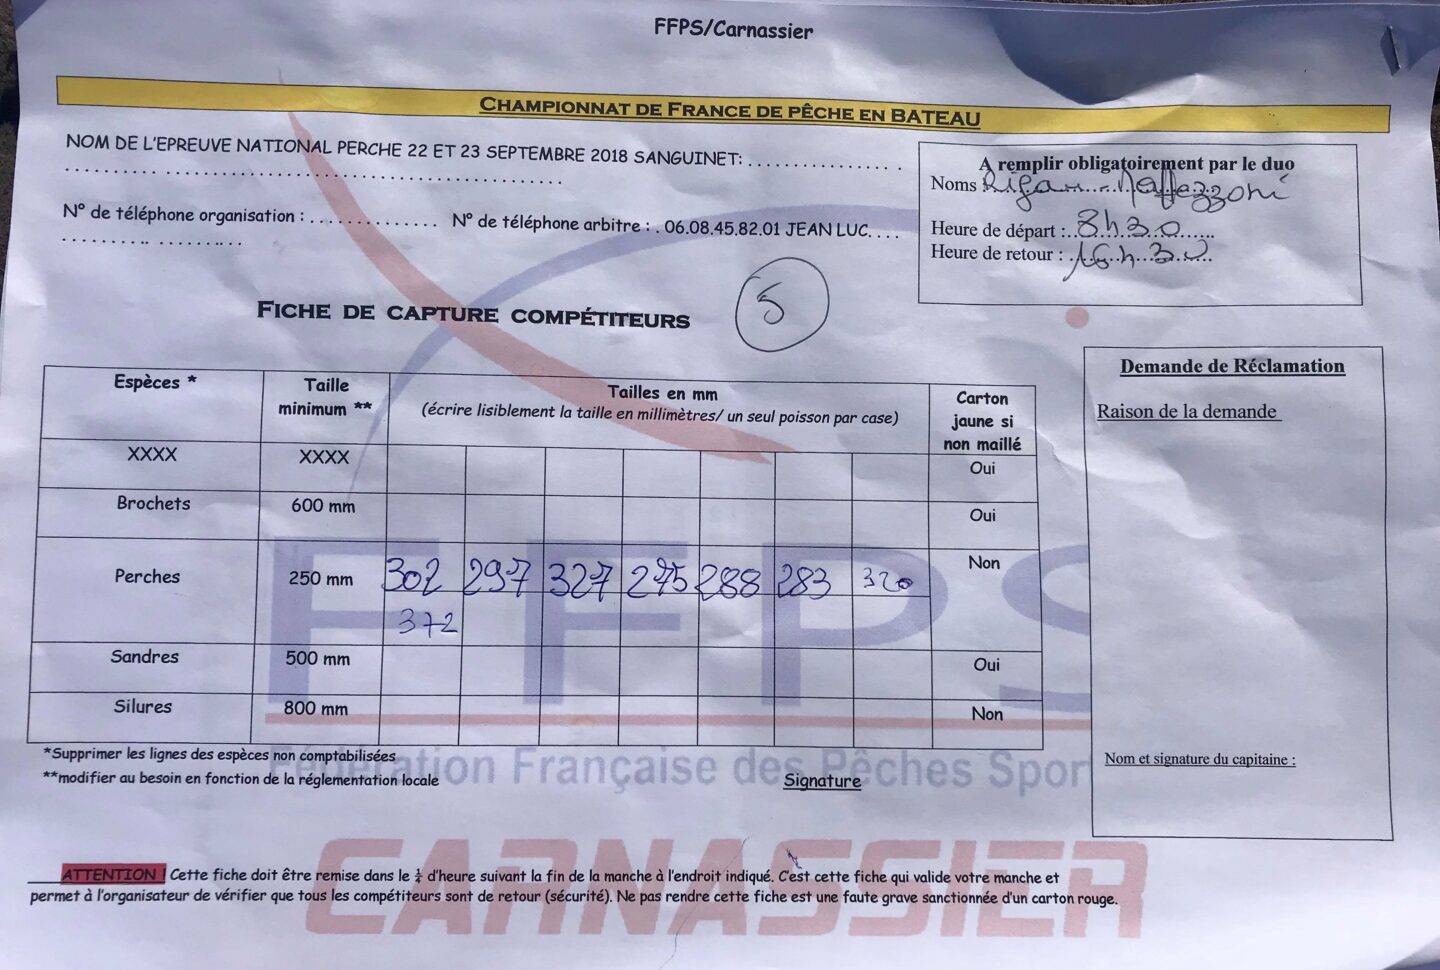 FFPS/Carnassier
CHAMPIONNAT DE FRANCE DE PÊCHE EN BATEAU
NOM DE L'EPREUVE NATIONAL PERCHE 22 ET 23 SEPTEMBRE 2018 SANGUINET: . . . . . . . . . . . . . . . .
N° de téléphone organisation : . . . . . . . . . . . . . N° de téléphone arbitre : . 06.08.45.82.01 JEAN LUC. . . .
A remplir obligatoirement par le duo
Noms : Maffezzoni
Heure de départ : 8h30
Heure de retour : 16h30
FICHE DE CAPTURE COMPÉTITEURS
5
Espèces * Taille minimum ** Tailles en mm (écrire lisiblement la taille en millimètres/ un seul poisson par case) Carton jaune si non maillé
XXXX XXXX Oui
Brochets 600 mm Oui
Perches 250 mm 302 297 327 275 288 283 320 Non
372
Sandres 500 mm Oui
Silures 800 mm Non
*Supprimer les lignes des espèces non comptabilisées
**modifier au besoin en fonction de la réglementation locale
Signature
Demande de Réclamation
Raison de la demande
Nom et signature du capitaine :
FFPS
Fédération Française des Pêches Spor
CARNASSIER
ATTENTION ! Cette fiche doit être remise dans le ¼ d'heure suivant la fin de la manche à l'endroit indiqué. C'est cette fiche qui valide votre manche et
permet à l'organisateur de vérifier que tous les compétiteurs sont de retour (sécurité). Ne pas rendre cette fiche est une faute grave sanctionnée d'un carton rouge.